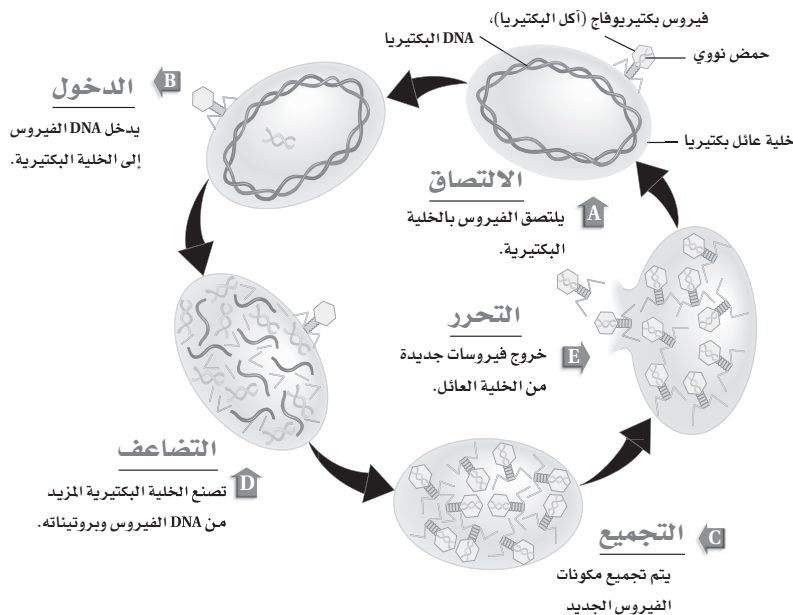 فيروس بكتيريوفاج (آكل البكتيريا)،
حمض نووي
DNA البكتيريا
خلية عائل بكتيريا
A
الالتصاق
يلتصق الفيروس بالخلية
البكتيرية.
B
الدخول
يدخل DNA الفيروس
إلى الخلية البكتيرية.
D
التضاعف
تصنع الخلية البكتيرية المزيد
من DNA الفيروس وبروتيناته.
C
التجميع
يتم تجميع مكونات
الفيروس الجديد
E
التحرر
خروج فيروسات جديدة
من الخلية العائل.